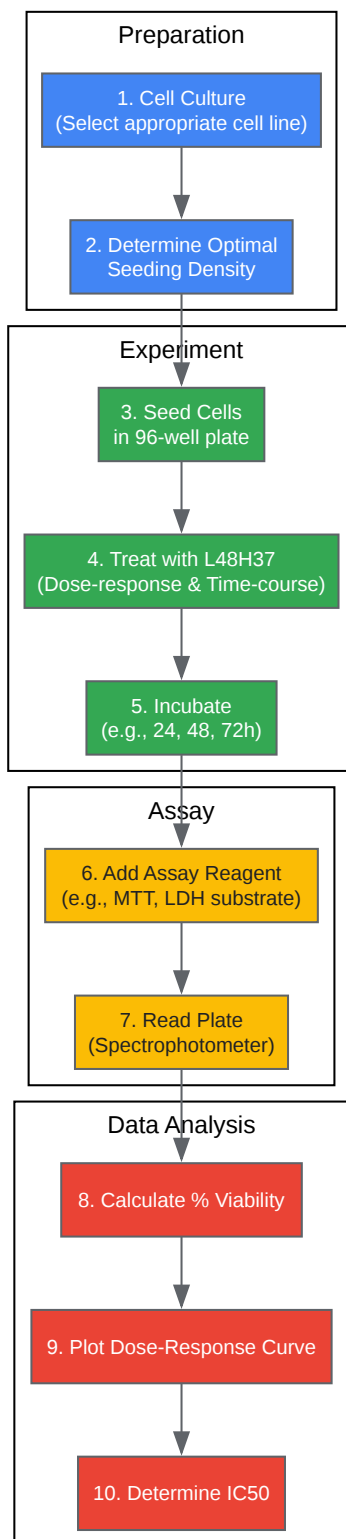 Preparation
1. Cell Culture
(Select appropriate cell line)
2. Determine Optimal
Seeding Density
Experiment
3. Seed Cells
in 96-well plate
4. Treat with L48H37
(Dose-response & Time-course)
5. Incubate
(e.g., 24, 48, 72h)
Assay
6. Add Assay Reagent
(e.g., MTT, LDH substrate)
7. Read Plate
(Spectrophotometer)
Data Analysis
8. Calculate % Viability
9. Plot Dose-Response Curve
10. Determine IC50